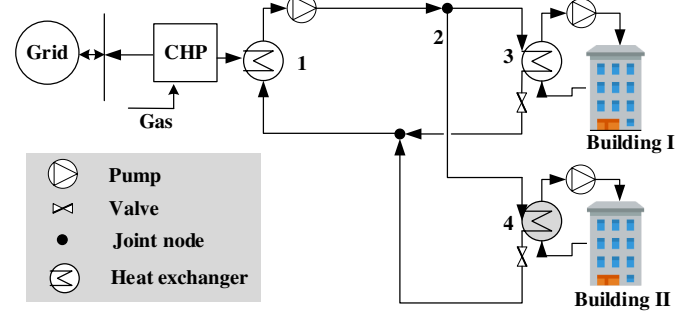 Grid
CHP
Gas
1
2
3
Building I
4
Building II
Pump
Valve
Joint node
Heat exchanger